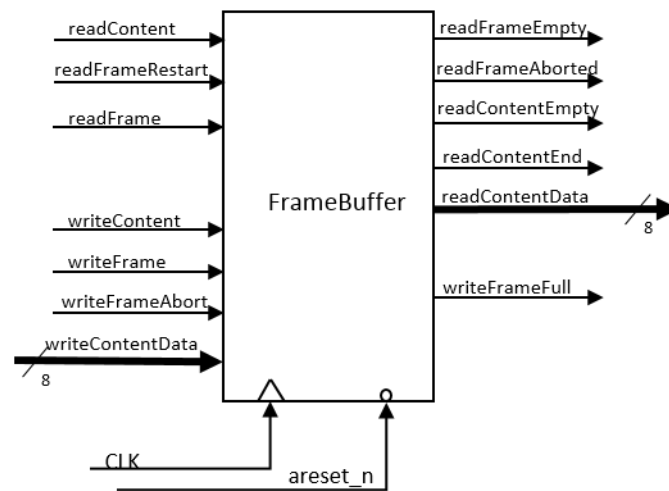 readContent
readFrameRestart
readFrame
writeContent
writeFrame
writeFrameAbort
writeContentData
8
FrameBuffer
readFrameEmpty
readFrameAborted
readContentEmpty
readContentEnd
readContentData
8
writeFrameFull
CLK
areset_n